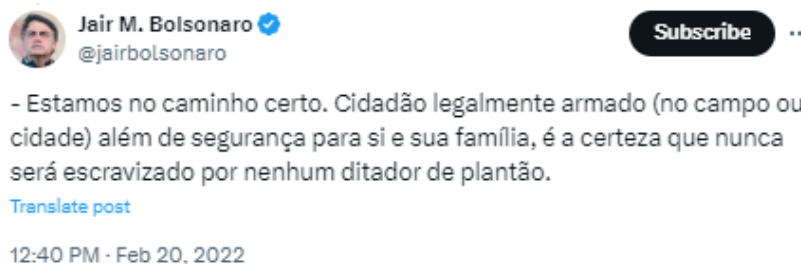 Jair M. Bolsonaro
Subscribe
@jairbolsonaro
- Estamos no caminho certo. Cidadão legalmente armado (no campo ou
cidade) além de segurança para si e sua família, é a certeza que nunca
será escravizado por nenhum ditador de plantão.
Translate post
12:40 PM · Feb 20, 2022